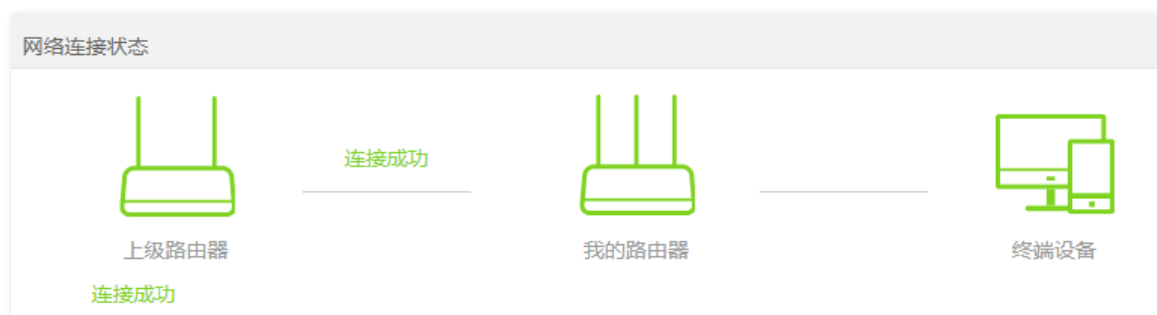 网络连接状态
连接成功
上级路由器
我的路由器
终端设备
连接成功